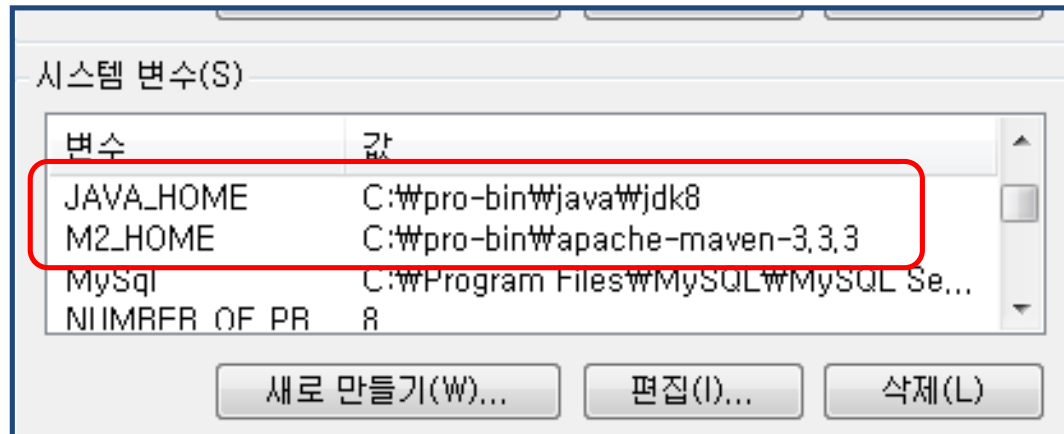 시스템 변수(S)
변수 값
JAVA_HOME C:₩pro-bin₩java₩jdk8
M2_HOME C:₩pro-bin₩apache-maven-3,3,3
MySql C:₩Program Files₩MySQL₩MySQL Se...
NUMBER_OF_PR 8
새로 만들기(W)... 편집(I)... 삭제(L)